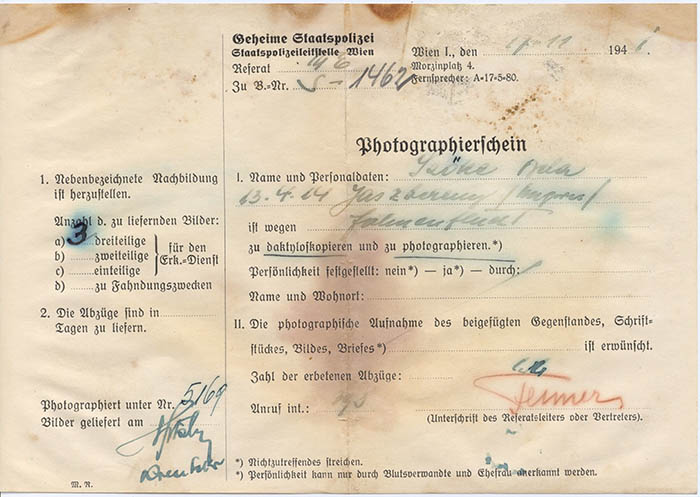 Geheime Staatspolizei
Staatspolizeileitstelle Wien
Referat
Zu B.=Nr. S - 1462
Wien I., den 17-11 194
Morzinplatz 4.
Fernsprecher: A=17=5=80.
Photographierschein
1. Nebenbezeichnete Nachbildung
ist herzustellen.
Anzahl d. zu liefernden Bilder:
a) 3 dreiteilige
b) zweiteilige
c) einteilige
für den
Erk.=Dienst
d) zu Fahndungszwecken
2. Die Abzüge sind in
Tagen zu liefern.
Photographiert unter Nr. 5169
Bilder geliefert am
M. R.
I. Name und Personaldaten:
13.4.14
ist wegen Fahnenflucht
zu daktyloskopieren und zu photographieren.*)
Persönlichkeit festgestellt: nein*) — ja*) — durch:
Name und Wohnort:
II. Die photographische Aufnahme des beigefügten Gegenstandes, Schrift=
stückes, Bildes, Briefes*) ist erwünscht.
Zahl der erbetenen Abzüge:
Anruf int.:
(Unterschrift des Referatsleiters oder Vertreters).
*) Nichtzutreffendes streichen.
*) Persönlichkeit kann nur durch Blutsverwandte und Ehefrau anerkannt werden.